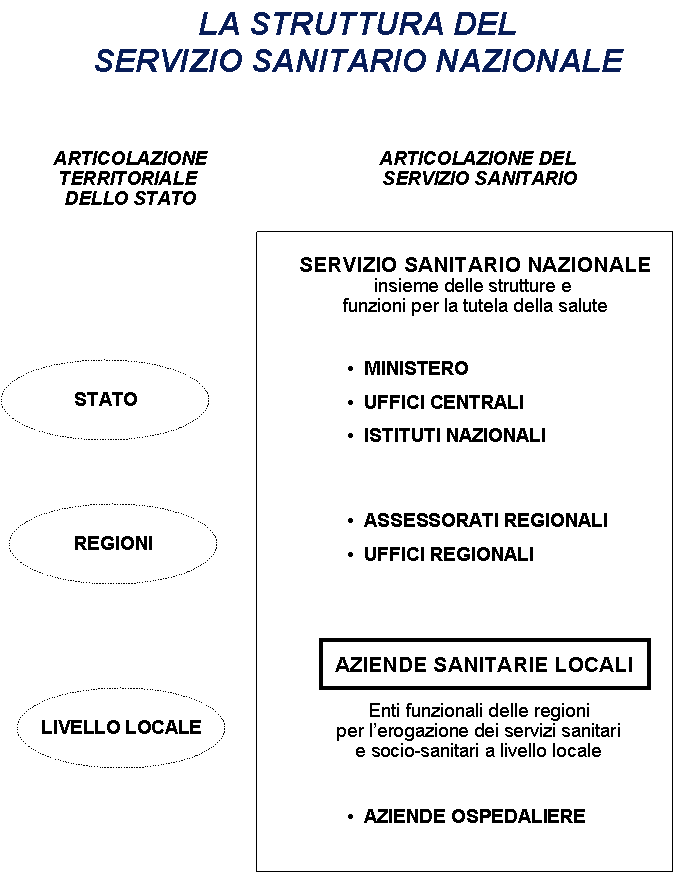 LA STRUTTURA DEL
SERVIZIO SANITARIO NAZIONALE
ARTICOLAZIONE
TERRITORIALE
DELLO STATO
ARTICOLAZIONE DEL
SERVIZIO SANITARIO
SERVIZIO SANITARIO NAZIONALE
insieme delle strutture e
funzioni per la tutela della salute
STATO
• MINISTERO
• UFFICI CENTRALI
• ISTITUTI NAZIONALI
REGIONI
• ASSESSORATI REGIONALI
• UFFICI REGIONALI
LIVELLO LOCALE
AZIENDE SANITARIE LOCALI
Enti funzionali delle regioni
per l'erogazione dei servizi sanitari
e socio-sanitari a livello locale
• AZIENDE OSPEDALIERE